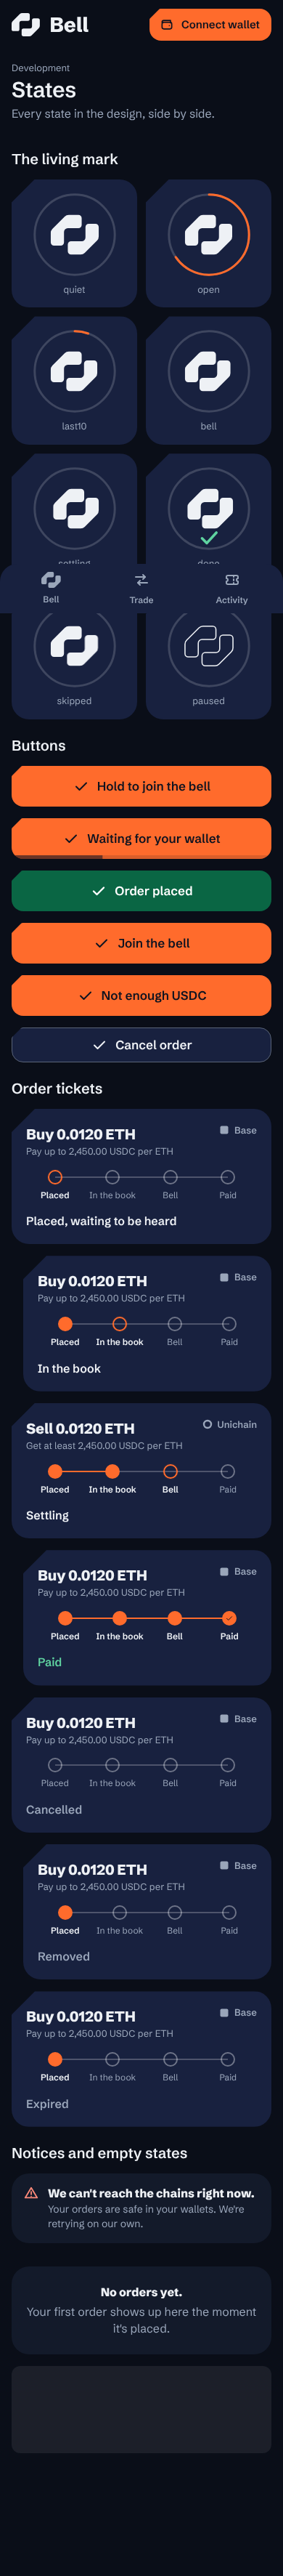 Bell
Connect wallet
Development
States
Every state in the design, side by side.
The living mark
quiet
open
last10
bell
Bell
Trade
Activity
skipped
paused
Buttons
Hold to join the bell
Waiting for your wallet
Order placed
Join the bell
Not enough USDC
Cancel order
Order tickets
Buy 0.0120 ETH
Base
Pay up to 2,450.00 USDC per ETH
Placed
In the book
Bell
Paid
Placed, waiting to be heard
Buy 0.0120 ETH
Base
Pay up to 2,450.00 USDC per ETH
Placed
In the book
Bell
Paid
In the book
Sell 0.0120 ETH
Unichain
Get at least 2,450.00 USDC per ETH
Placed
In the book
Bell
Paid
Settling
Buy 0.0120 ETH
Base
Pay up to 2,450.00 USDC per ETH
Placed
In the book
Bell
Paid
Paid
Buy 0.0120 ETH
Base
Pay up to 2,450.00 USDC per ETH
Placed
In the book
Bell
Paid
Cancelled
Buy 0.0120 ETH
Base
Pay up to 2,450.00 USDC per ETH
Placed
In the book
Bell
Paid
Removed
Buy 0.0120 ETH
Base
Pay up to 2,450.00 USDC per ETH
Placed
In the book
Bell
Paid
Expired
Notices and empty states
We can't reach the chains right now.
Your orders are safe in your wallets. We're
retrying on our own.
No orders yet.
Your first order shows up here the moment
it's placed.